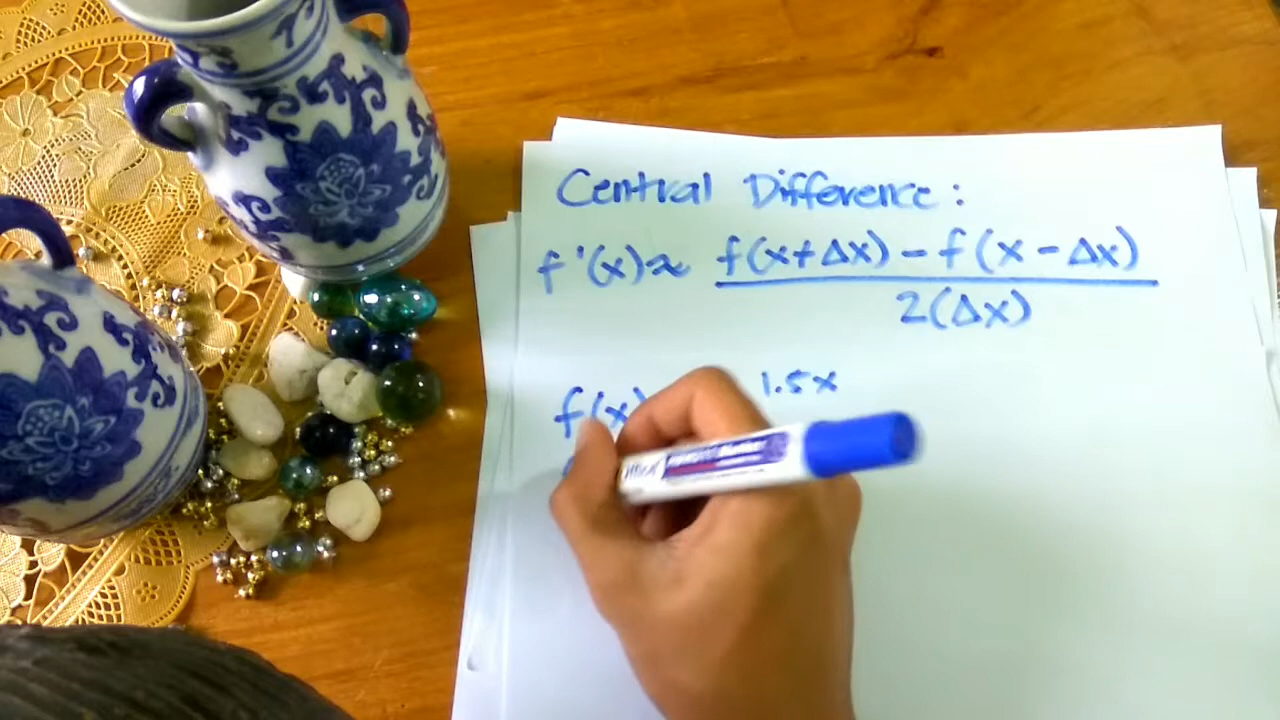 Central Difference:
f'(x) ≈ f(x+Δx) - f(x-Δx)
2(Δx)
f(x) 1.5x